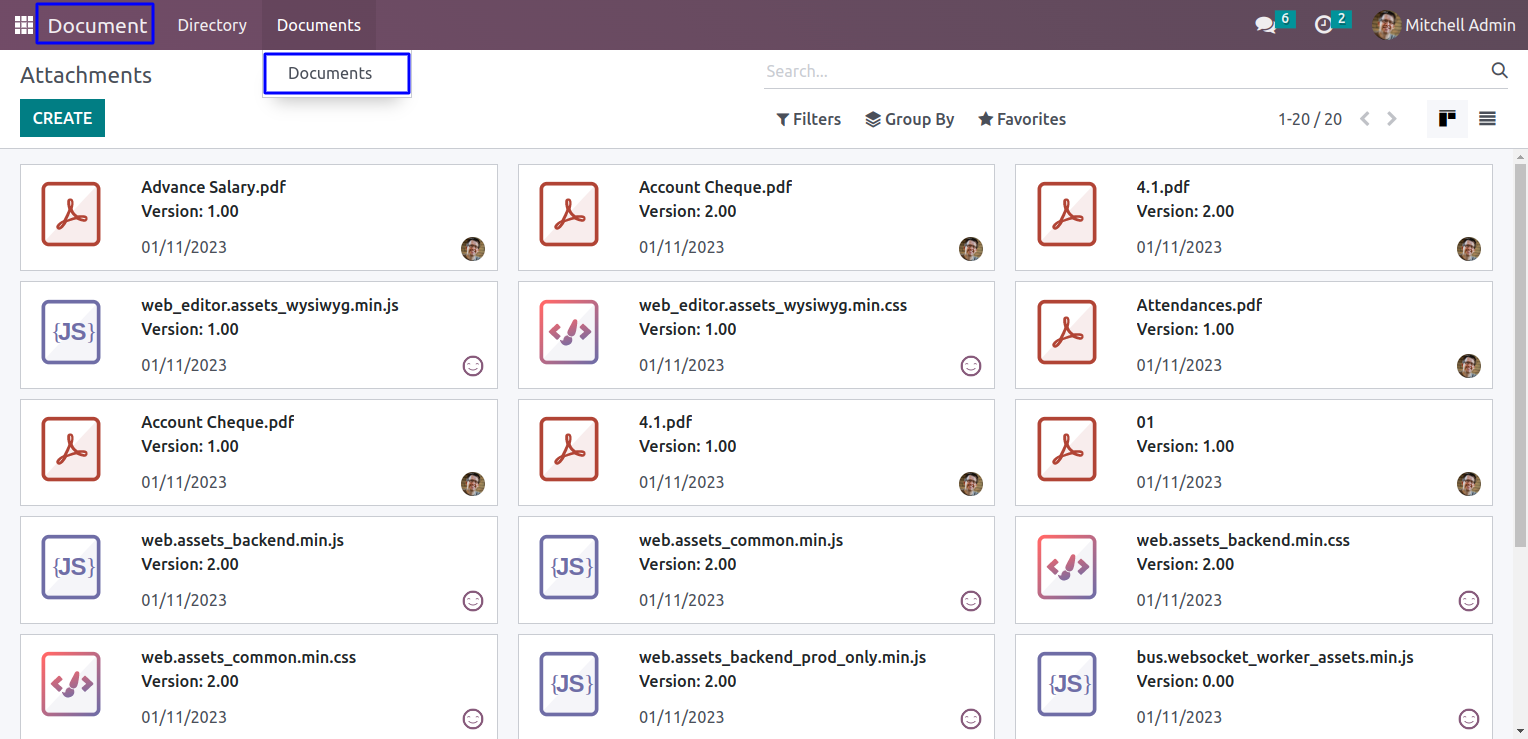 Document Directory Documents 6 2 Mitchell Admin
Documents
Attachments
Search...
CREATE
Filters Group By Favorites 1-20 / 20
Advance Salary.pdf
Version: 1.00
01/11/2023
Account Cheque.pdf
Version: 2.00
01/11/2023
4.1.pdf
Version: 2.00
01/11/2023
{JS}
web_editor.assets_wysiwyg.min.js
Version: 1.00
01/11/2023
web_editor.assets_wysiwyg.min.css
Version: 1.00
01/11/2023
Attendances.pdf
Version: 1.00
01/11/2023
Account Cheque.pdf
Version: 1.00
01/11/2023
4.1.pdf
Version: 1.00
01/11/2023
01
Version: 1.00
01/11/2023
{JS}
web.assets_backend.min.js
Version: 2.00
01/11/2023
{JS}
web.assets_common.min.js
Version: 2.00
01/11/2023
web.assets_backend.min.css
Version: 2.00
01/11/2023
web.assets_common.min.css
Version: 2.00
01/11/2023
{JS}
web.assets_backend_prod_only.min.js
Version: 2.00
01/11/2023
{JS}
bus.websocket_worker_assets.min.js
Version: 0.00
01/11/2023